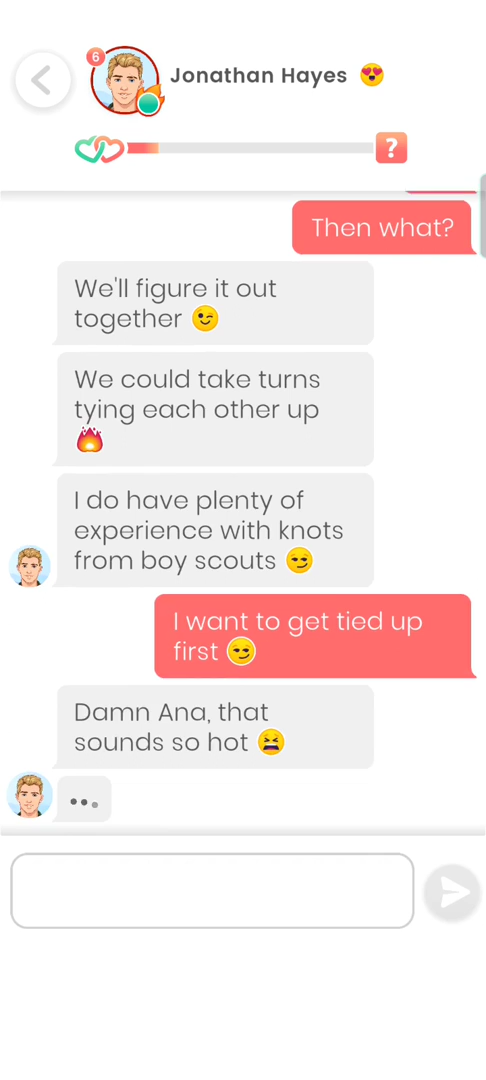 6
Jonathan Hayes 😍
?
Then what?
We'll figure it out
together 😉
We could take turns
tying each other up
🔥
I do have plenty of
experience with knots
from boy scouts 😏
I want to get tied up
first 😏
Damn Ana, that
sounds so hot 😫
...